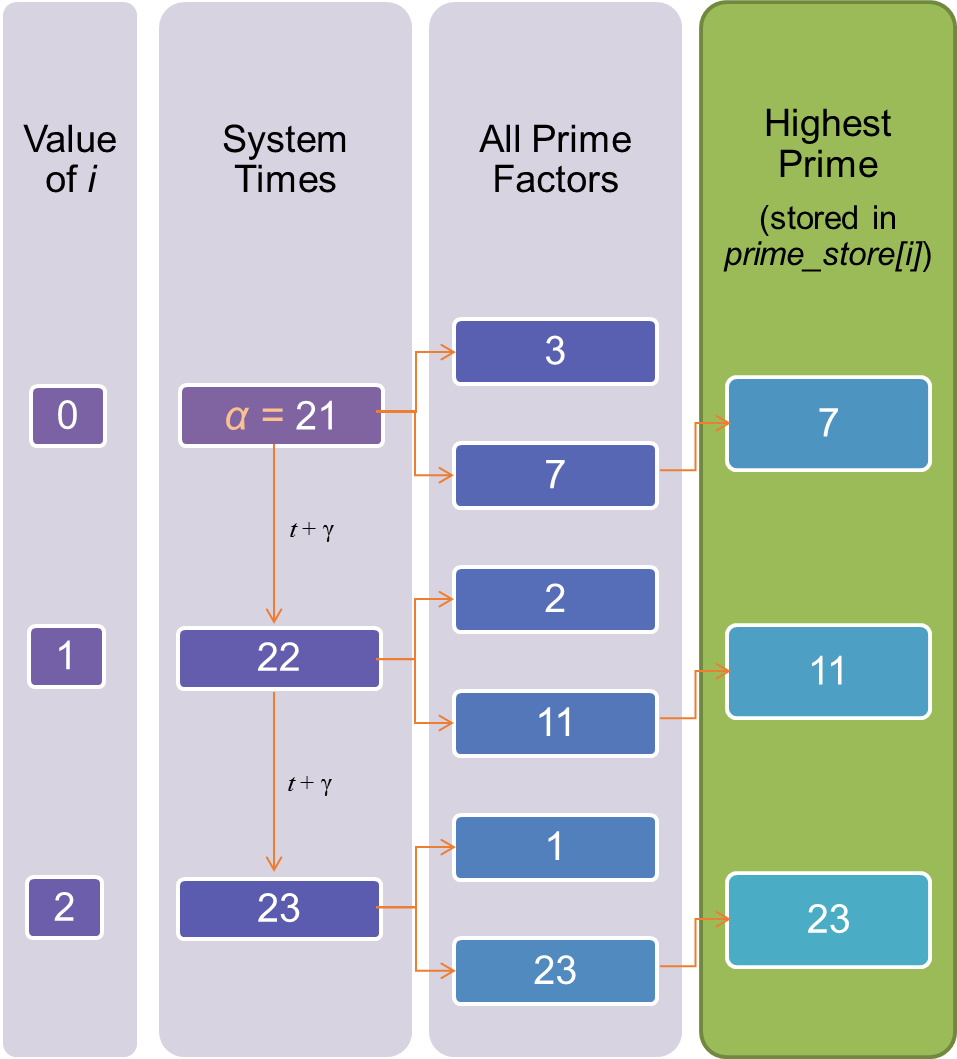 Value
of i
System
Times
All Prime
Factors
Highest
Prime
(stored in
prime_store[i])
0
α = 21
3
7
7
t + γ
1
22
2
11
11
t + γ
2
23
1
23
23